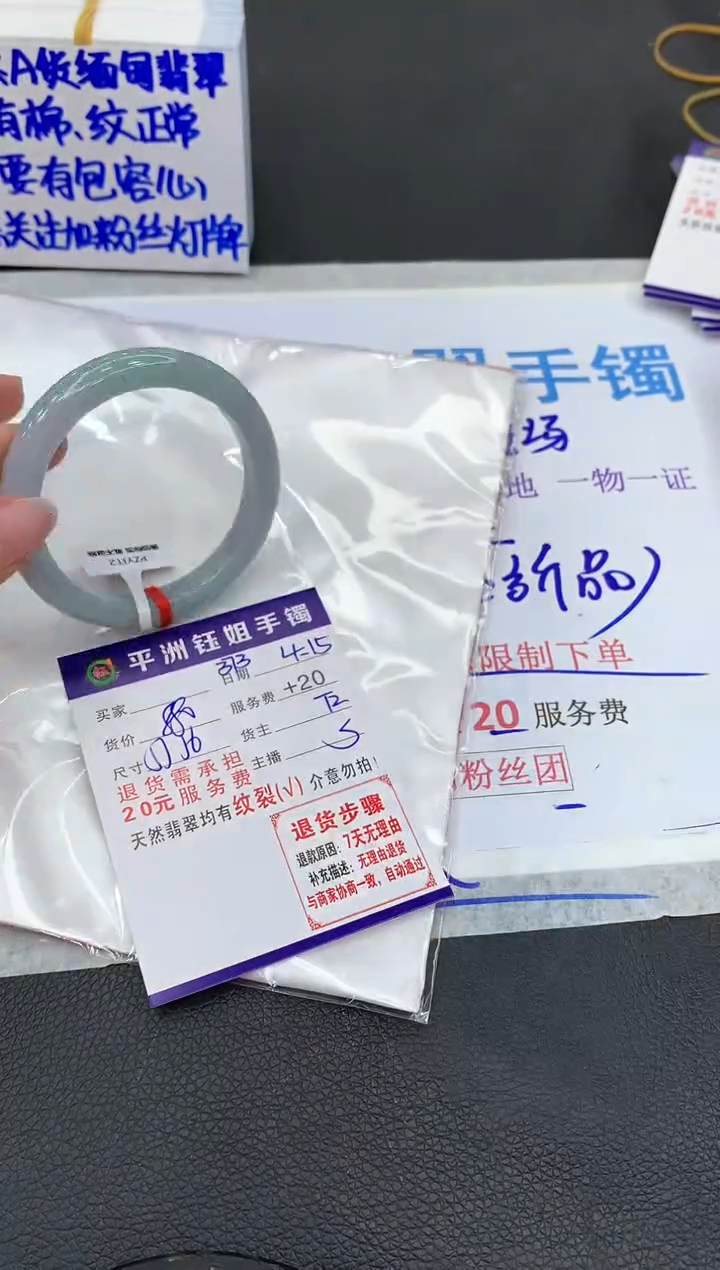 A货缅甸翡翠
有棉、纹正常
要有包容心
关注加粉丝灯牌
手镯
场
地 一物一证
新品)
限制下单
20 服务费
粉丝团
PZYJTZ
平洲钰姐手镯
33 日期 4-15
买家
服务费 +20
货价
货主 T2
尺寸
主播 S
退货需承担
20元服务费
天然翡翠均有纹裂(√) 介意勿拍!
退货步骤
退款原因: 7天无理由
补充描述: 无理由退货
与商家协商一致, 自动通过